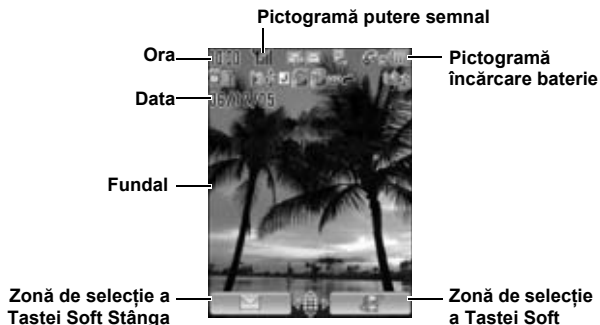 Pictogramă putere semnal
Ora
Pictogramă
încărcare baterie
Data
Fundal
Zonă de selecție a
Tastei Soft Stânga
Zonă de selecție
a Tastei Soft